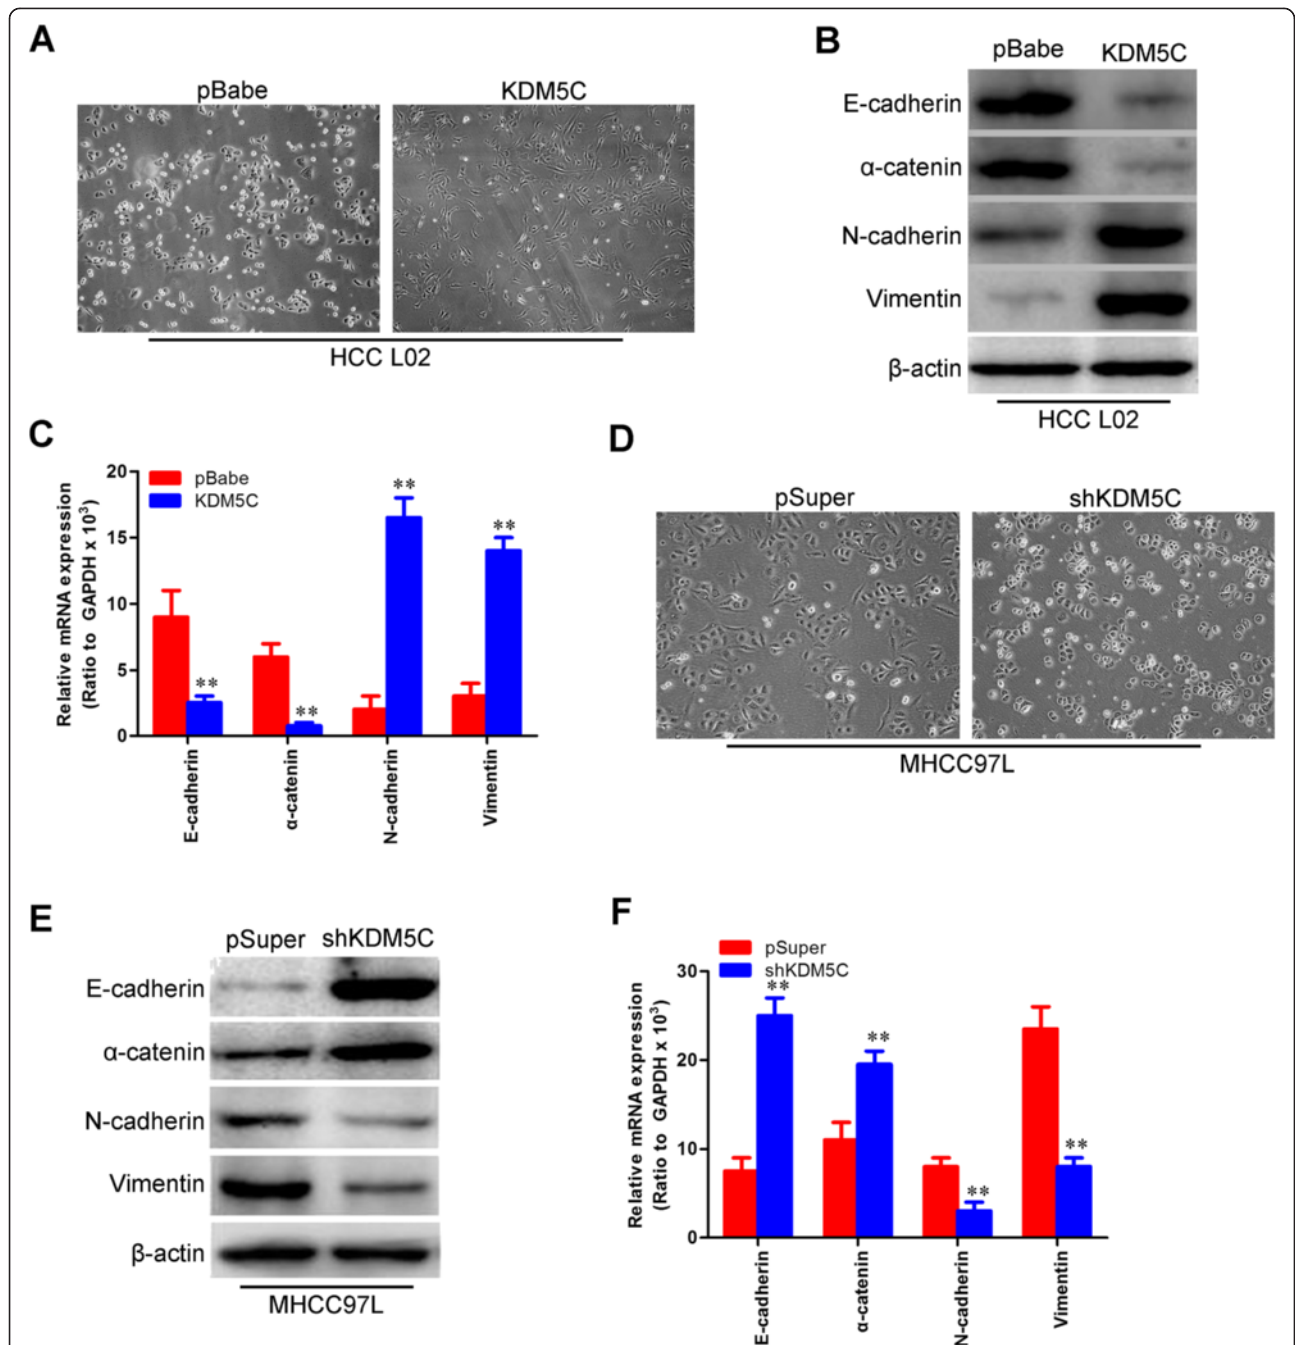 A
pBabe
KDM5C
HCC L02
B
pBabe
KDM5C
E-cadherin
α-catenin
N-cadherin
Vimentin
β-actin
HCC L02
C
pBabe
KDM5C
Relative mRNA expression
(Ratio to GAPDH x 10³)
20
15
10
5
0
**
**
**
**
E-cadherin
α-catenin
N-cadherin
Vimentin
D
pSuper
shKDM5C
MHCC97L
E
pSuper
shKDM5C
E-cadherin
α-catenin
N-cadherin
Vimentin
β-actin
MHCC97L
F
pSuper
shKDM5C
Relative mRNA expression
(Ratio to GAPDH x 10³)
30
20
10
0
**
**
**
**
E-cadherin
α-catenin
N-cadherin
Vimentin